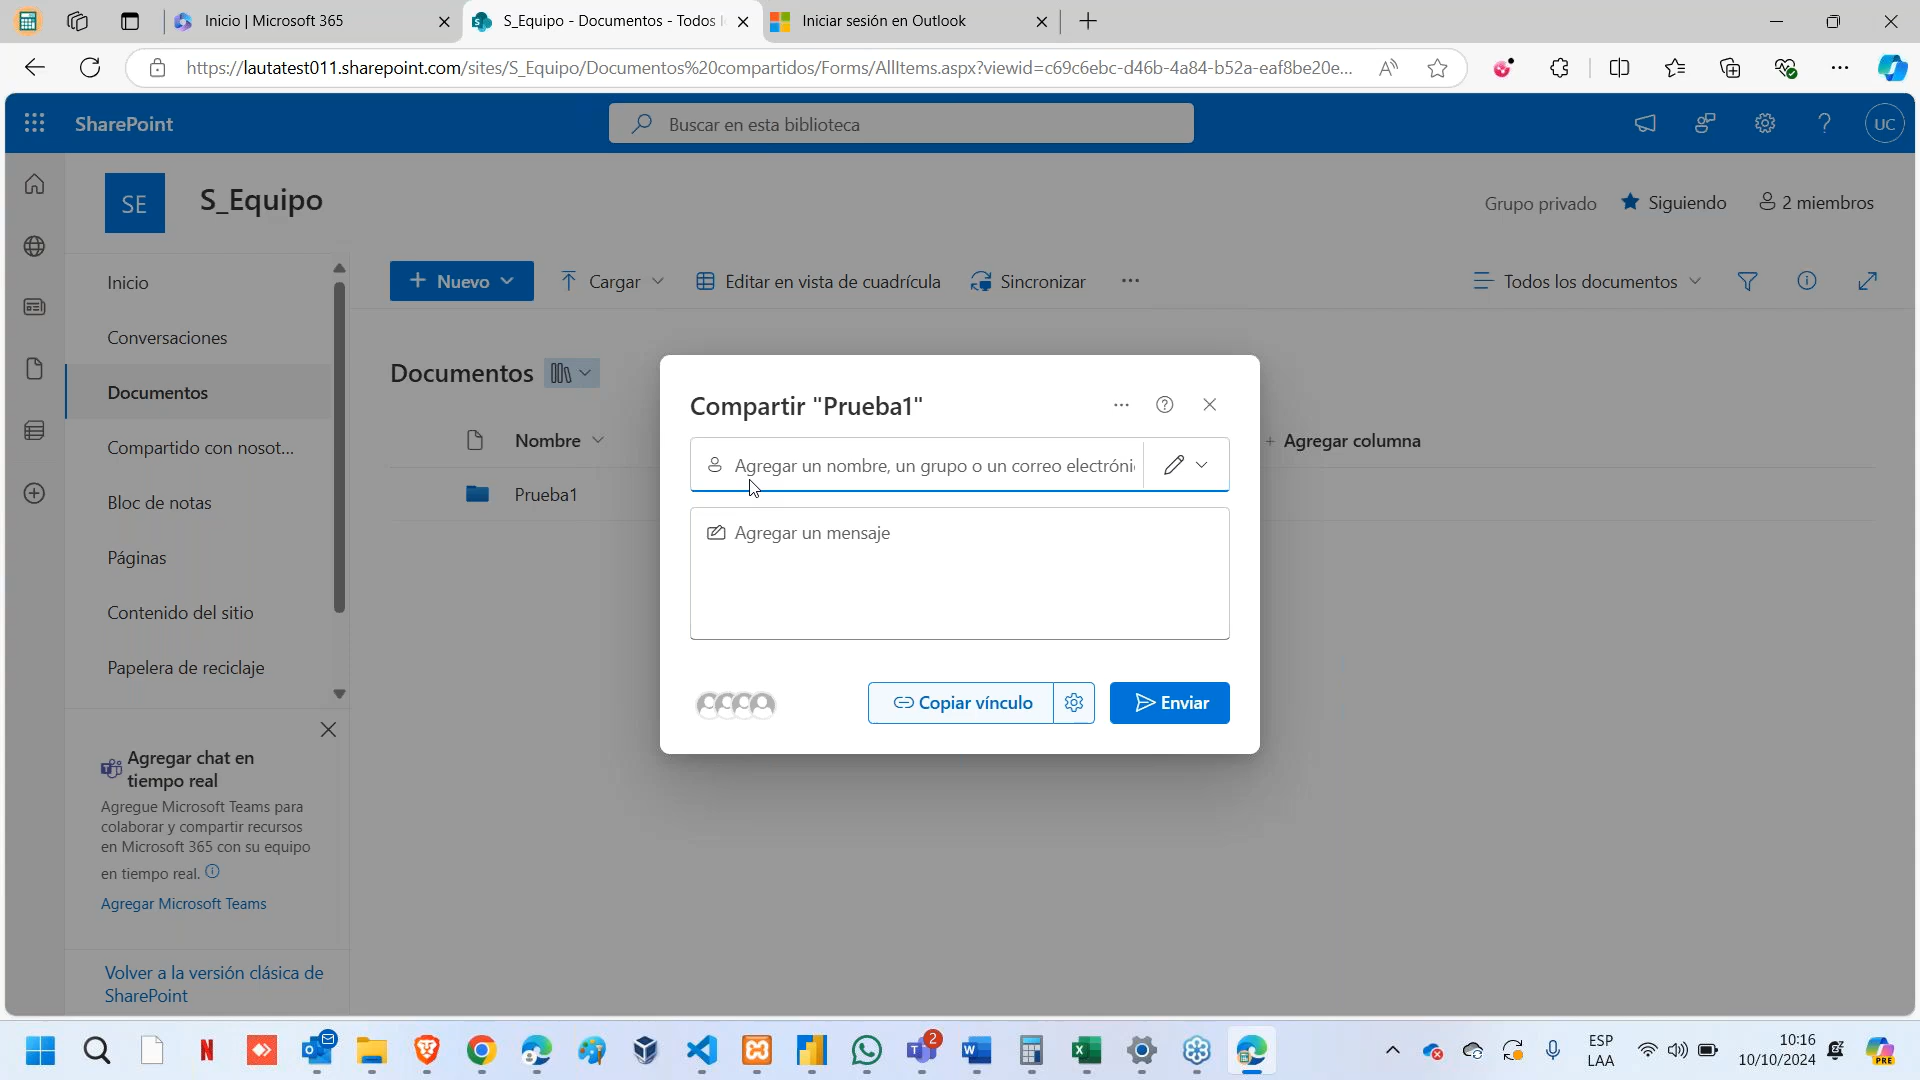 Inicio | Microsoft 365
S_Equipo - Documentos - Todos l
Iniciar sesión en Outlook
https://lautatest011.sharepoint.com/sites/S_Equipo/Documentos%20compartidos/Forms/AllItems.aspx?viewid=c69c6ebc-d46b-4a84-b52a-eaf8be20e...
SharePoint
Buscar en esta biblioteca
UC
SE
S_Equipo
Grupo privado
Siguiendo
2 miembros
Inicio
Conversaciones
Documentos
Compartido con nosot...
Bloc de notas
Páginas
Contenido del sitio
Papelera de reciclaje
Agregar chat en
tiempo real
Agregue Microsoft Teams para
colaborar y compartir recursos
en Microsoft 365 con su equipo
en tiempo real.
Agregar Microsoft Teams
Volver a la versión clásica de
SharePoint
+ Nuevo
Cargar
Editar en vista de cuadrícula
Sincronizar
Todos los documentos
Documentos
Nombre
+ Agregar columna
Prueba1
Compartir "Prueba1"
Agregar un nombre, un grupo o un correo electróni
Agregar un mensaje
Copiar vínculo
Enviar
2
ESP
LAA
10:16
10/10/2024
PRE